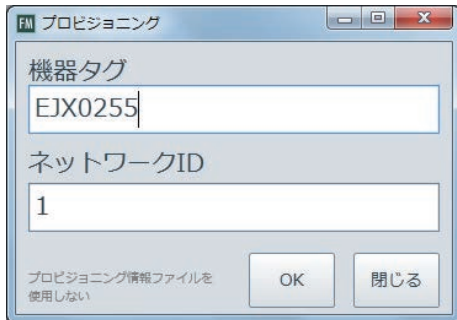 FM プロビジョニング
機器タグ
EJX0255
ネットワークID
1
プロビジョニング情報ファイルを
使用しない
OK
閉じる